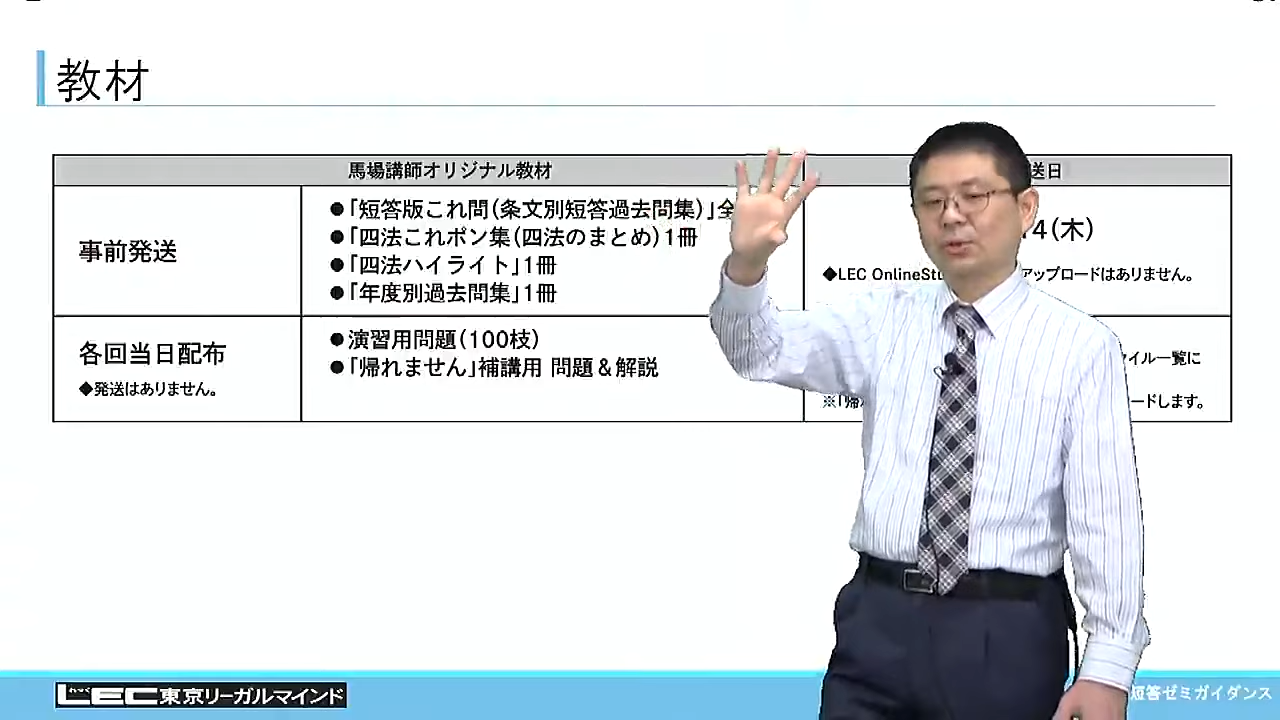 教材
馬場講師オリジナル教材
送日
事前発送
●「短答版これ問(条文別短答過去問集)」全
●「四法これポン集(四法のまとめ)1冊
●「四法ハイライト」1冊
●「年度別過去問集」1冊
4(木)
◆LEC OnlineStu
アップロードはありません。
各回当日配布
◆発送はありません。
●演習用問題(100枝)
●「帰れません」補講用 問題&解説
イル一覧に
※「帰
ードします。
LEC東京リーガルマインド
短答ゼミガイダンス